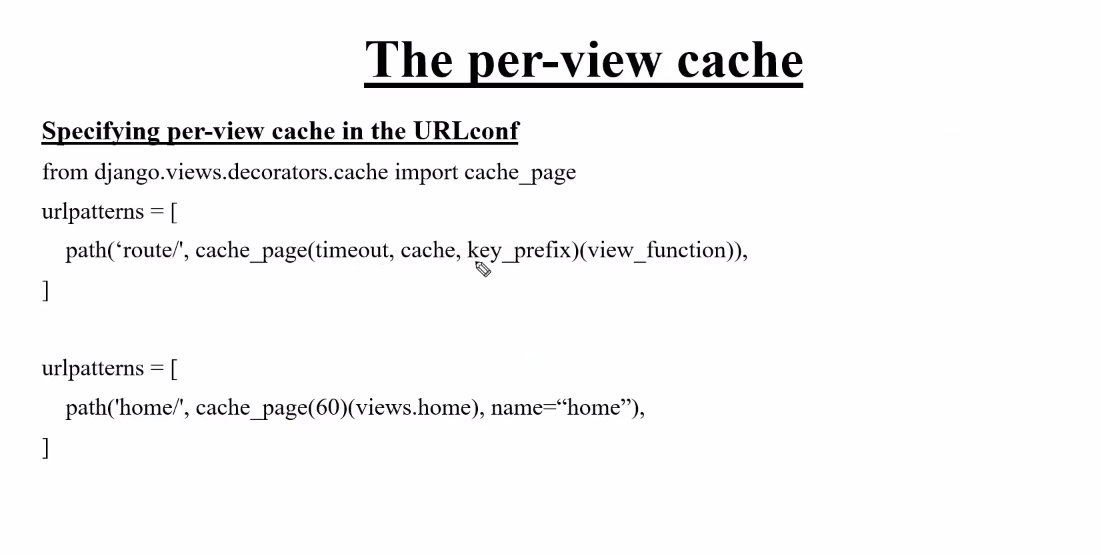 The per-view cache
Specifying per-view cache in the URLconf
from django.views.decorators.cache import cache_page
urlpatterns = [
path(‘route/', cache_page(timeout, cache, key_prefix)(view_function)),
]
urlpatterns = [
path('home/', cache_page(60)(views.home), name=“home”),
]